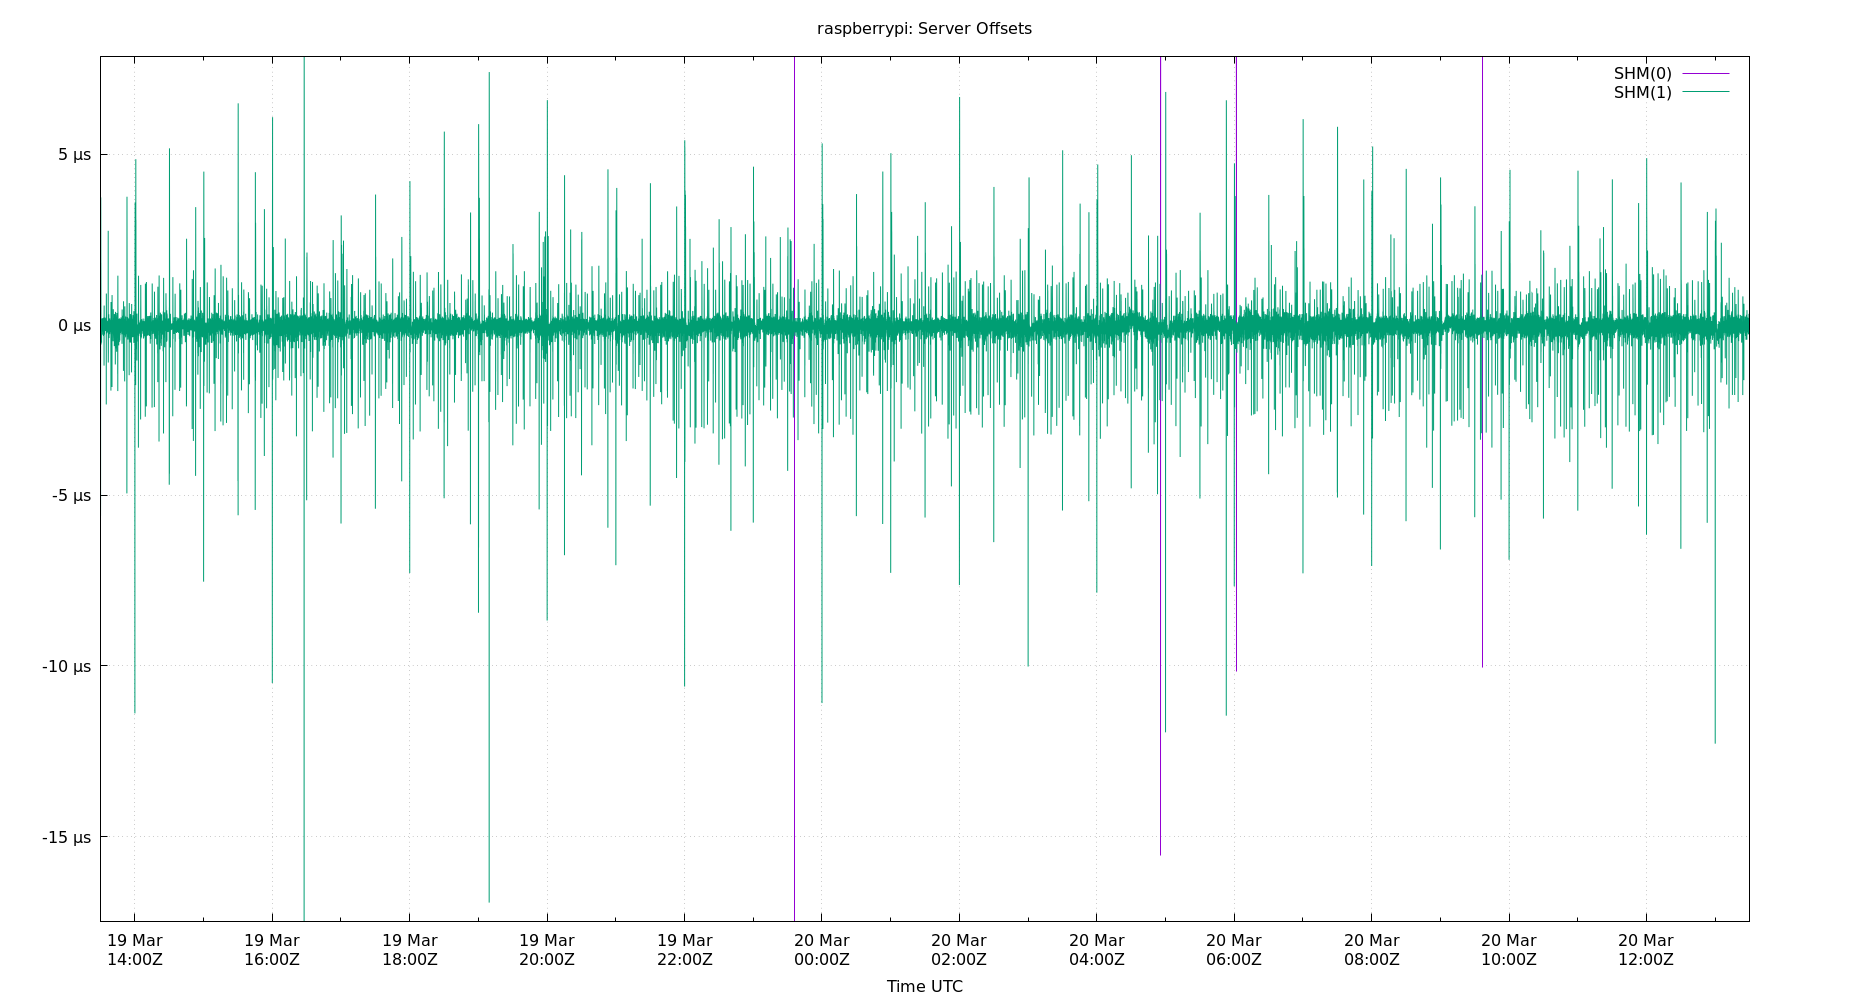 raspberrypi: Server Offsets
SHM(0)
SHM(1)
5 µs
0 µs
-5 µs
-10 µs
-15 µs
19 Mar 19 Mar 19 Mar 19 Mar 19 Mar 20 Mar 20 Mar 20 Mar 20 Mar 20 Mar 20 Mar 20 Mar
14:00Z 16:00Z 18:00Z 20:00Z 22:00Z 00:00Z 02:00Z 04:00Z 06:00Z 08:00Z 10:00Z 12:00Z
Time UTC